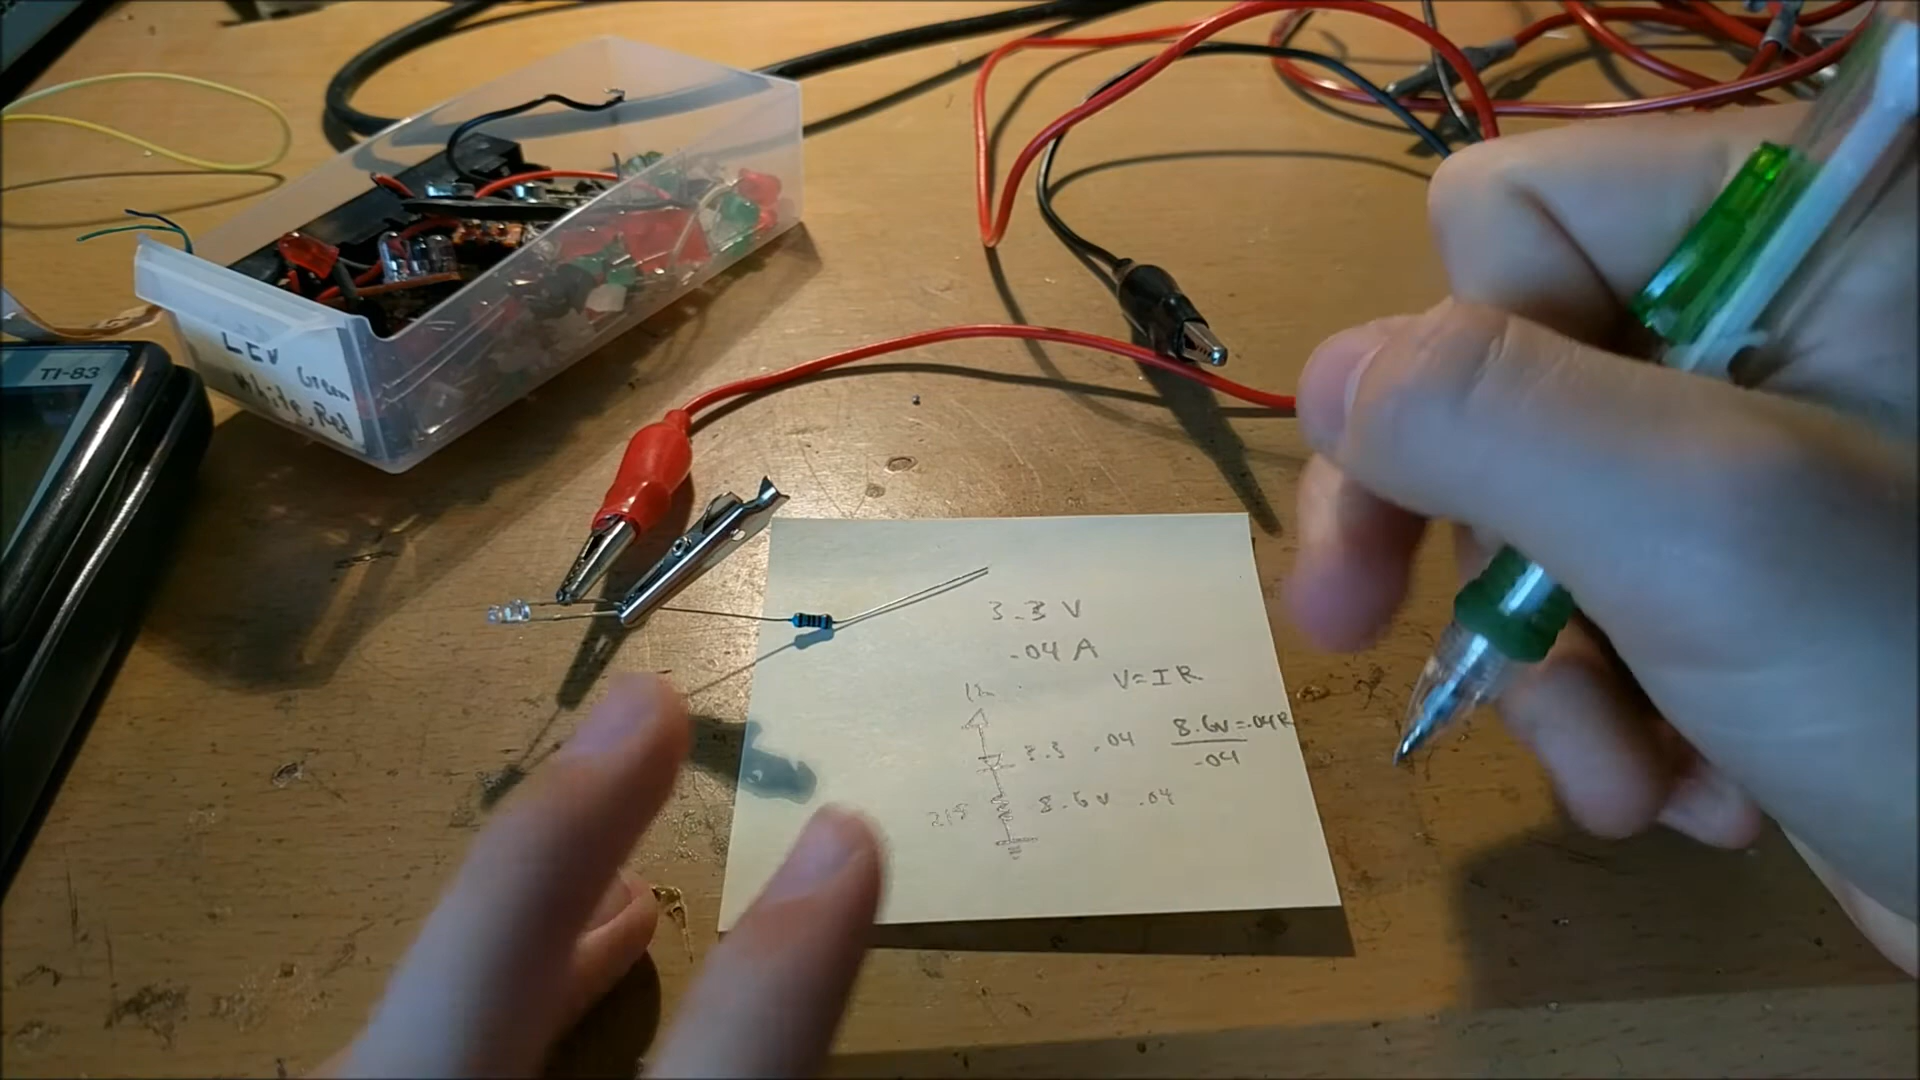 TI-83
LED
Green
White, Red
3.3 V
.04 A
V=IR
12
3.3 .04
8.6v=.04R
.04
215
8.6v .04